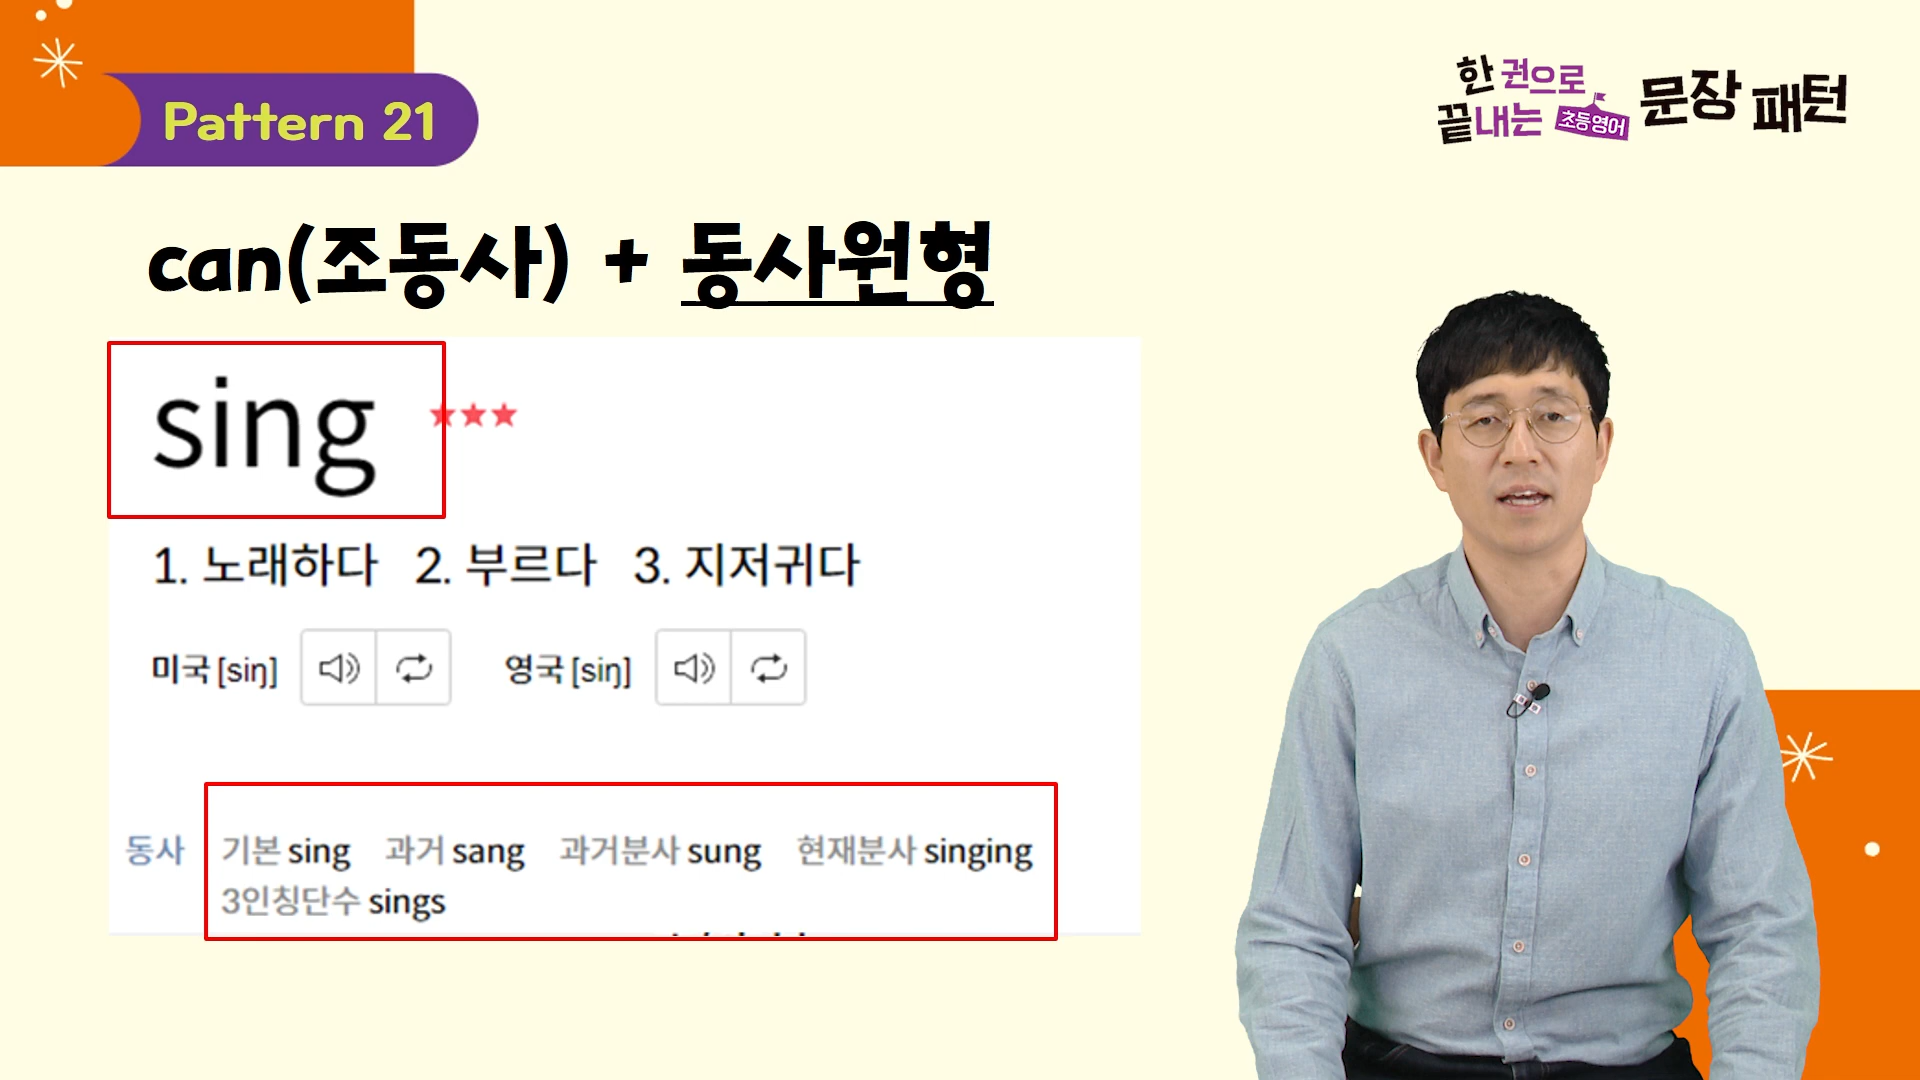 Pattern 21
한 권으로
끝내는 초등영어 문장 패턴
can(조동사) + 동사원형
sing ★★★
1. 노래하다 2. 부르다 3. 지저귀다
미국 [siŋ] 영국 [siŋ]
동사 기본 sing 과거 sang 과거분사 sung 현재분사 singing
3인칭단수 sings